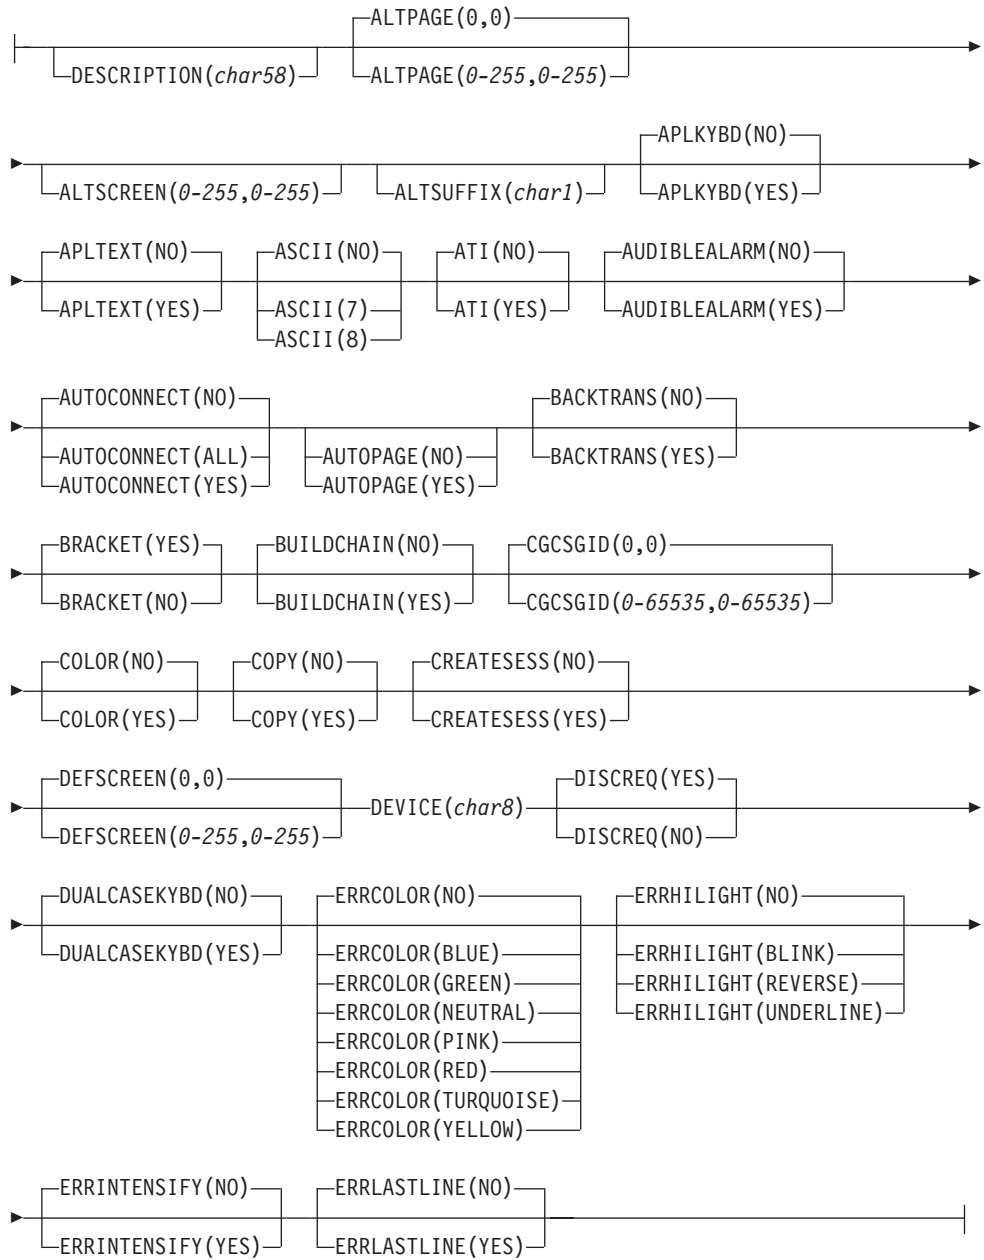 ALTPAGE(0,0)
DESCRIPTION(char58) ALTPAGE(0-255,0-255)
APLKYBD(NO)
ALTSCREEN(0-255,0-255) ALTSUFFIX(char1) APLKYBD(YES)
APLTEXT(NO) ASCII(NO) ATI(NO) AUDIBLEALARM(NO)
APLTEXT(YES) ASCII(7) ATI(YES) AUDIBLEALARM(YES)
ASCII(8)
AUTOCONNECT(NO) BACKTRANS(NO)
AUTOCONNECT(ALL) AUTOPAGE(NO) BACKTRANS(YES)
AUTOCONNECT(YES) AUTOPAGE(YES)
BRACKET(YES) BUILDCHAIN(NO) CGCSGID(0,0)
BRACKET(NO) BUILDCHAIN(YES) CGCSGID(0-65535,0-65535)
COLOR(NO) COPY(NO) CREATESESS(NO)
COLOR(YES) COPY(YES) CREATESESS(YES)
DEFSCREEN(0,0) DISCREQ(YES)
DEVICE(char8)
DEFSCREEN(0-255,0-255) DISCREQ(NO)
DUALCASEKYBD(NO) ERRCOLOR(NO) ERRHILIGHT(NO)
DUALCASEKYBD(YES) ERRCOLOR(BLUE) ERRHILIGHT(BLINK)
ERRCOLOR(GREEN) ERRHILIGHT(REVERSE)
ERRCOLOR(NEUTRAL) ERRHILIGHT(UNDERLINE)
ERRCOLOR(PINK)
ERRCOLOR(RED)
ERRCOLOR(TURQUOISE)
ERRCOLOR(YELLOW)
ERRINTENSIFY(NO) ERRLASTLINE(NO)
ERRINTENSIFY(YES) ERRLASTLINE(YES)